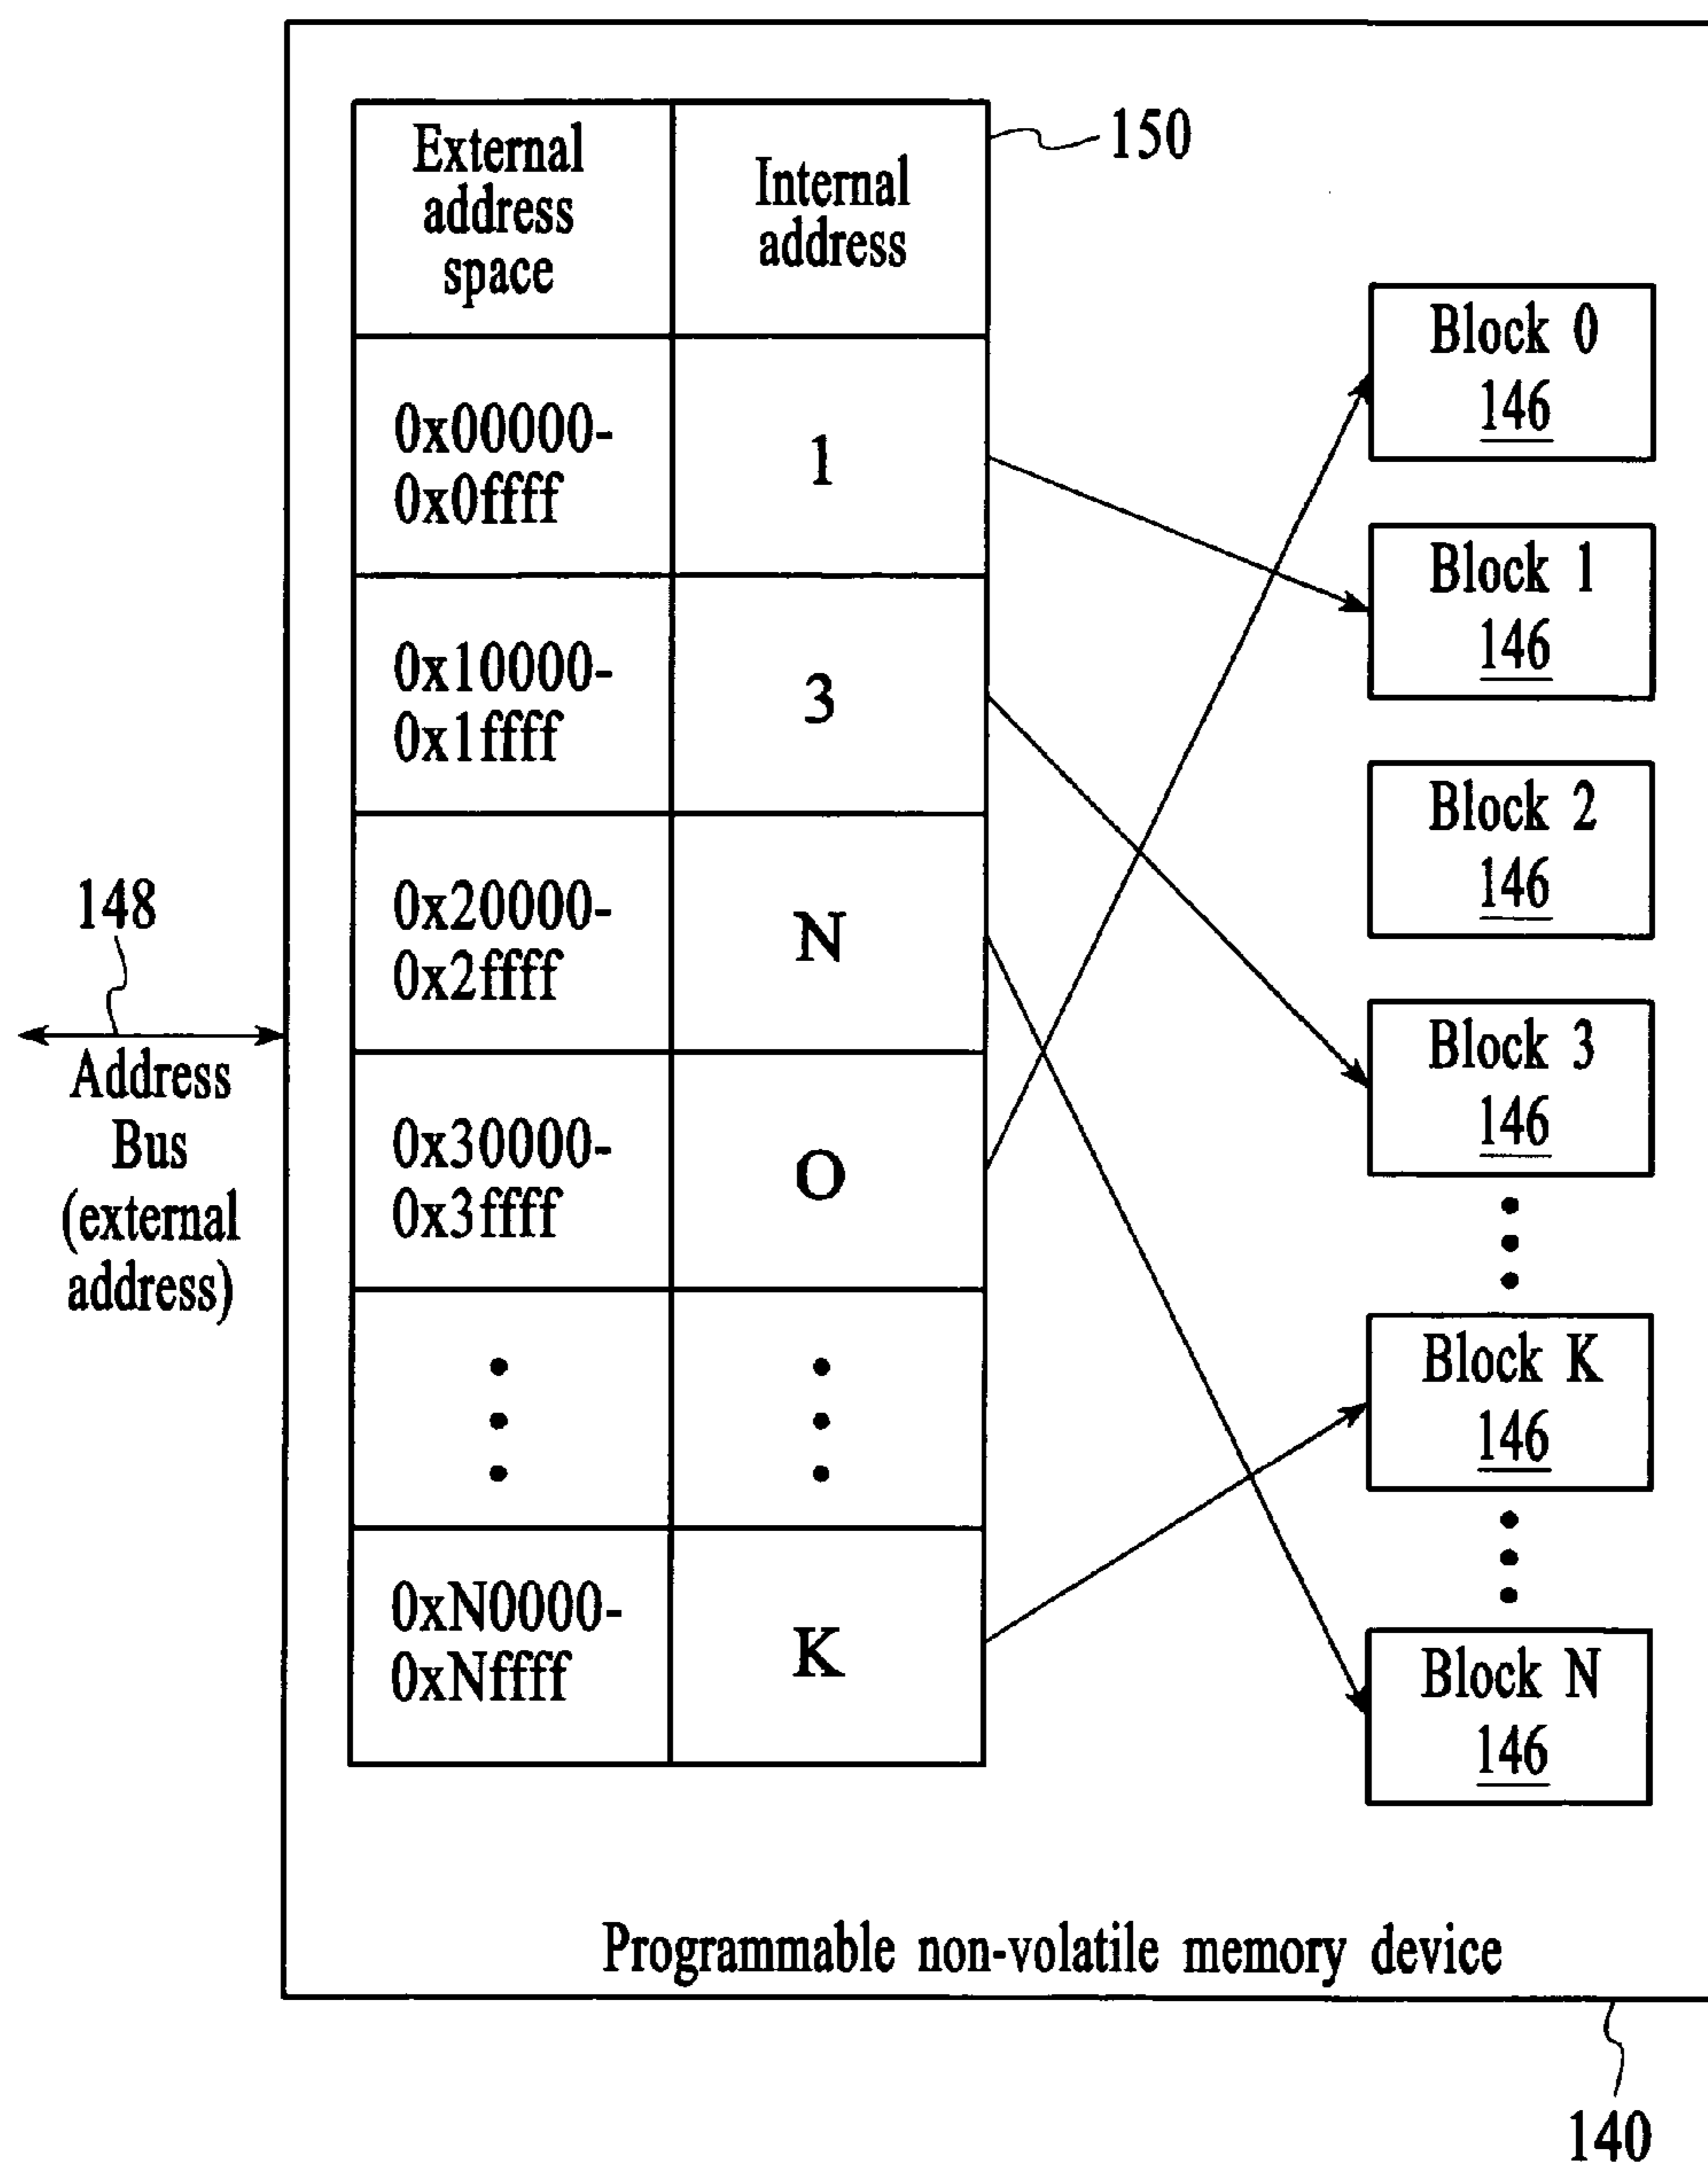 External
address
space
Internal
address
150
0x00000-
0x0ffff
1
0x10000-
0x1ffff
3
0x20000-
0x2ffff
N
0x30000-
0x3ffff
O
0xN0000-
0xNffff
K
Block 0
146
Block 1
146
Block 2
146
Block 3
146
Block K
146
Block N
146
148
Address
Bus
(external
address)
Programmable non-volatile memory device
140